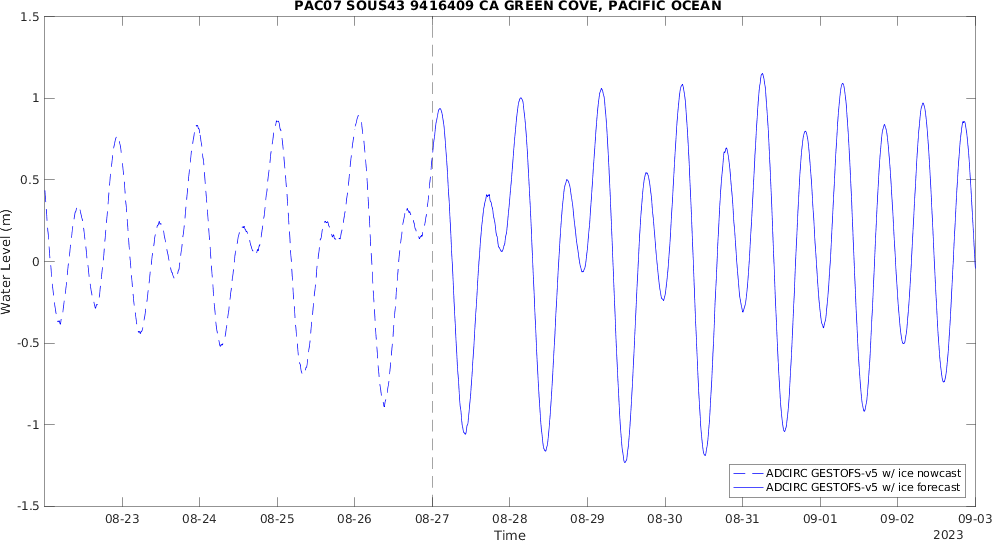 PAC07 SOUS43 9416409 CA GREEN COVE, PACIFIC OCEAN
1.5
1
0.5
0
-0.5
-1
-1.5
Water Level (m)
ADCIRC GESTOFS-v5 w/ ice nowcast
ADCIRC GESTOFS-v5 w/ ice forecast
08-23 08-24 08-25 08-26 08-27 08-28 08-29 08-30 08-31 09-01 09-02 09-03
Time
2023